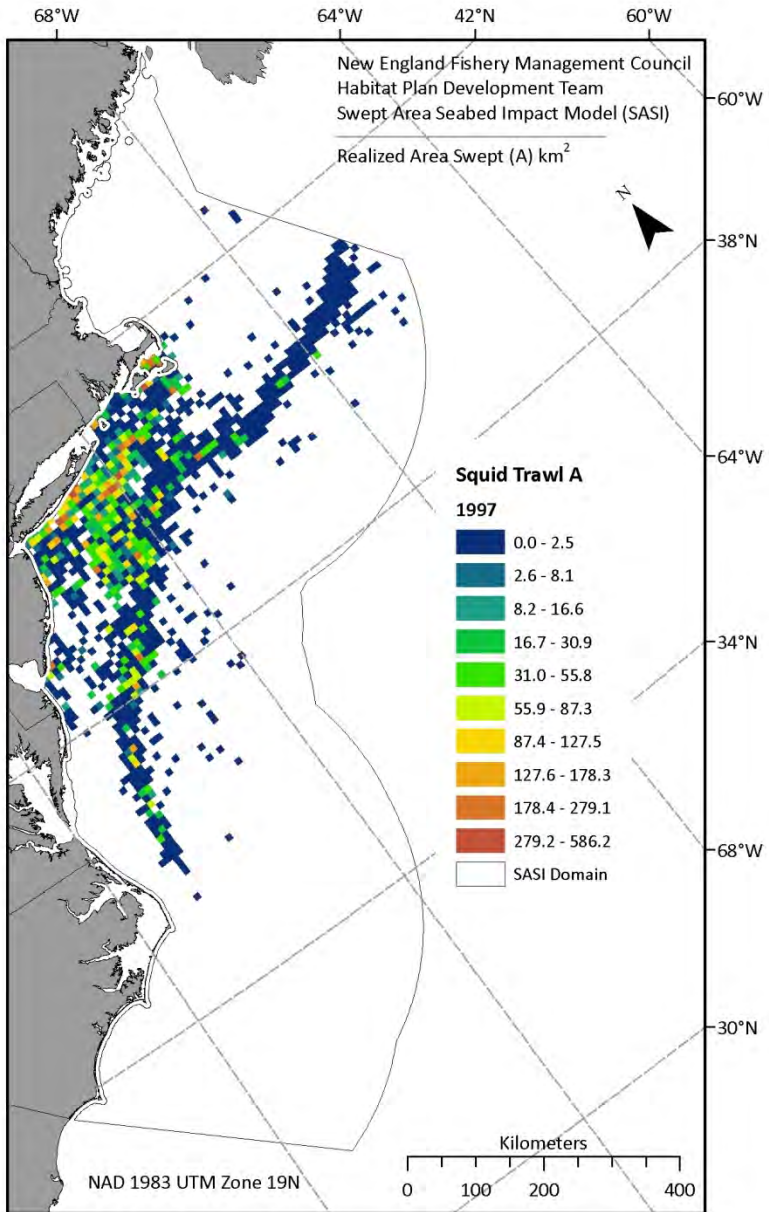 68°W 64°W 42°N 60°W
New England Fishery Management Council
Habitat Plan Development Team
Swept Area Seabed Impact Model (SASI)
Realized Area Swept (A) km²
60°W
N
38°N
64°W
Squid Trawl A
1997
0.0 - 2.5
2.6 - 8.1
8.2 - 16.6
16.7 - 30.9
31.0 - 55.8
55.9 - 87.3
87.4 - 127.5
127.6 - 178.3
178.4 - 279.1
279.2 - 586.2
SASI Domain
34°N
68°W
30°N
Kilometers
0 100 200 400
NAD 1983 UTM Zone 19N